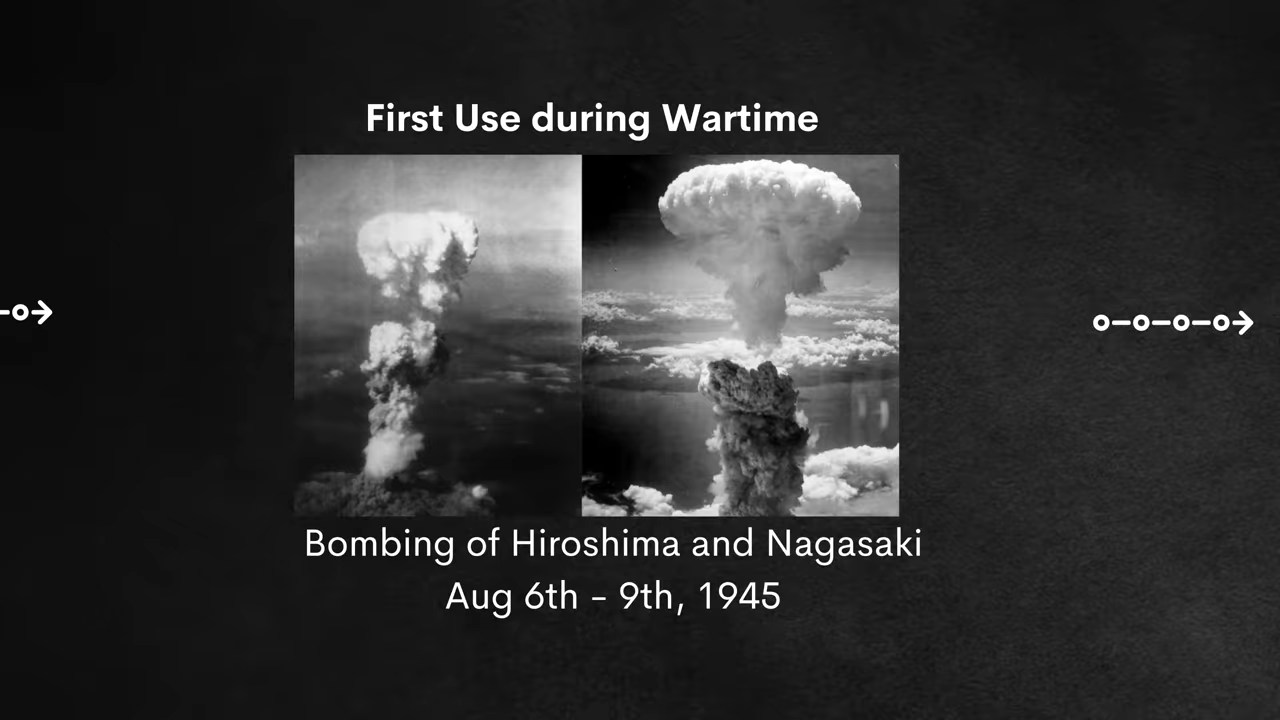 First Use during Wartime
Bombing of Hiroshima and Nagasaki
Aug 6th - 9th, 1945